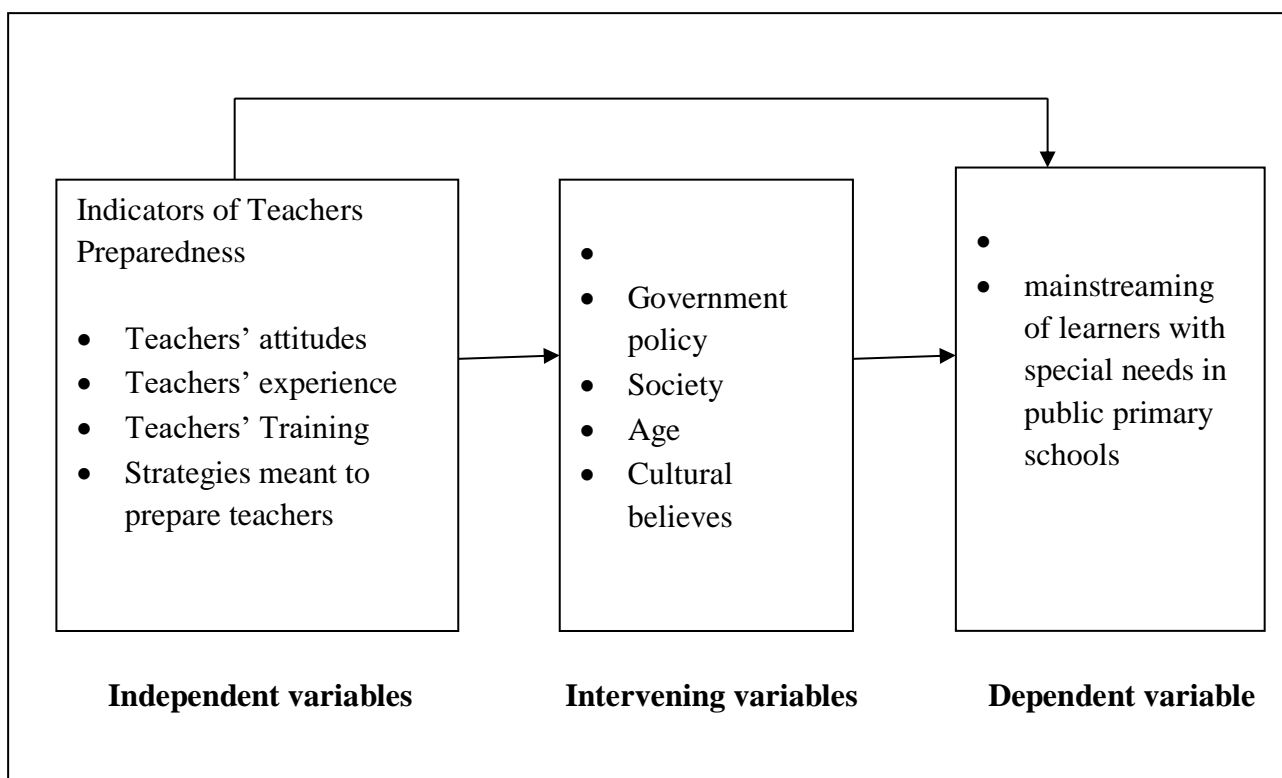 Indicators of Teachers
Preparedness
• Teachers’ attitudes
• Teachers’ experience
• Teachers’ Training
• Strategies meant to
prepare teachers
•
• Government
policy
• Society
• Age
• Cultural
believes
•
• mainstreaming
of learners with
special needs in
public primary
schools
Independent variables
Intervening variables
Dependent variable